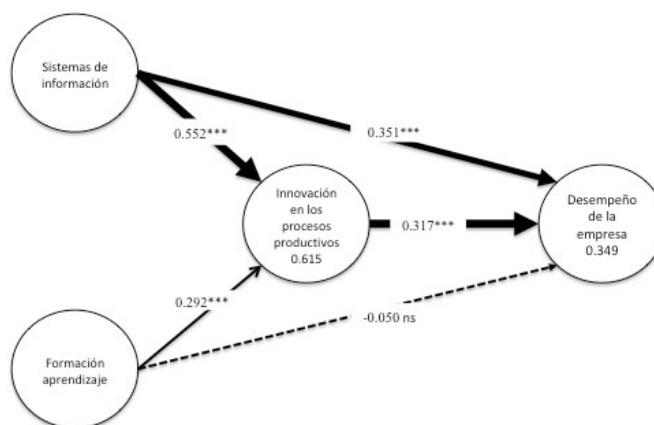 Sistemas de
información
0.552***
0.351***
Innovación
en los
procesos
productivos
0.615
0.317***
Desempeño
de la
empresa
0.349
0.292***
-0.050 ns
Formación
aprendizaje